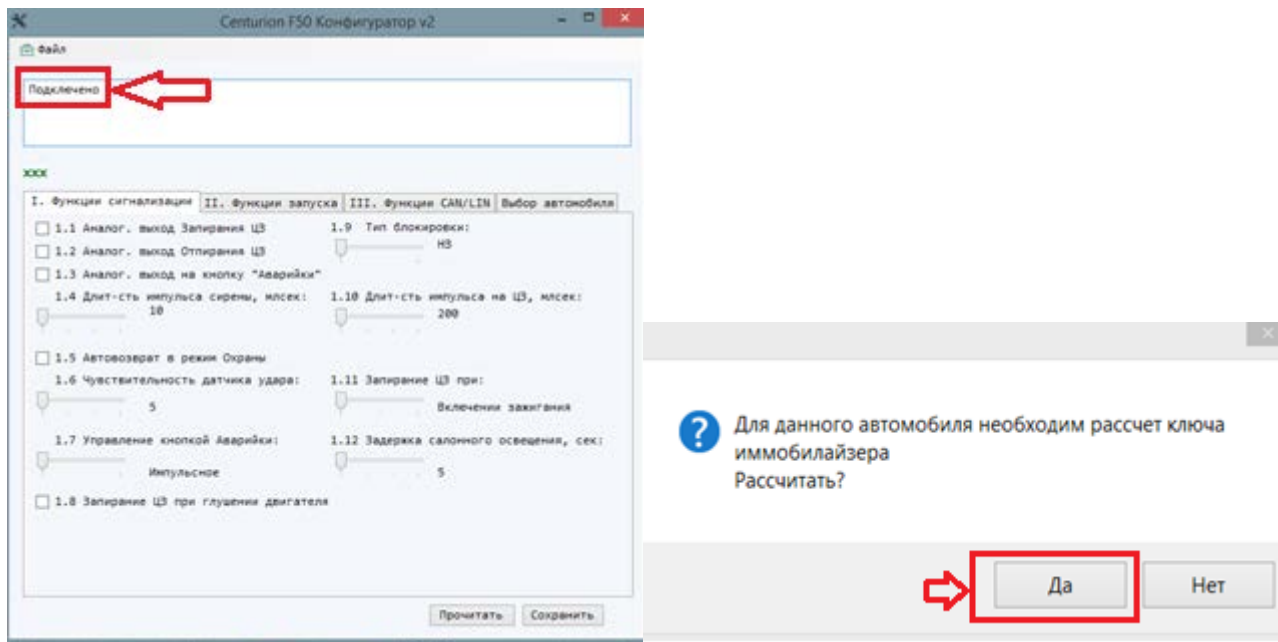 Centurion F50 Конфигуратор v2
Файл
Подключено
xxx
I. Функции сигнализации II. Функции запуска III. Функции CAN/LIN Выбор автомобиля
1.1 Аналог. выход Запирания ЦЗ
1.2 Аналог. выход Отпирания ЦЗ
1.3 Аналог. выход на кнопку "Аварийки"
1.4 Длит-сть импульса сирены, млсек:
10
1.5 Автовозврат в режим Охраны
1.6 Чувствительность датчика удара:
5
1.7 Управление кнопкой Аварийки:
Импульсное
1.8 Запирание ЦЗ при глушении двигателя
1.9 Тип блокировки:
НЗ
1.10 Длит-сть импульса на ЦЗ, млсек:
200
1.11 Запирание ЦЗ при:
Включении зажигания
1.12 Задержка салонного освещения, сек:
5
Прочитать Сохранить
Для данного автомобиля необходим рассчет ключа
иммобилайзера
Рассчитать?
Да Нет